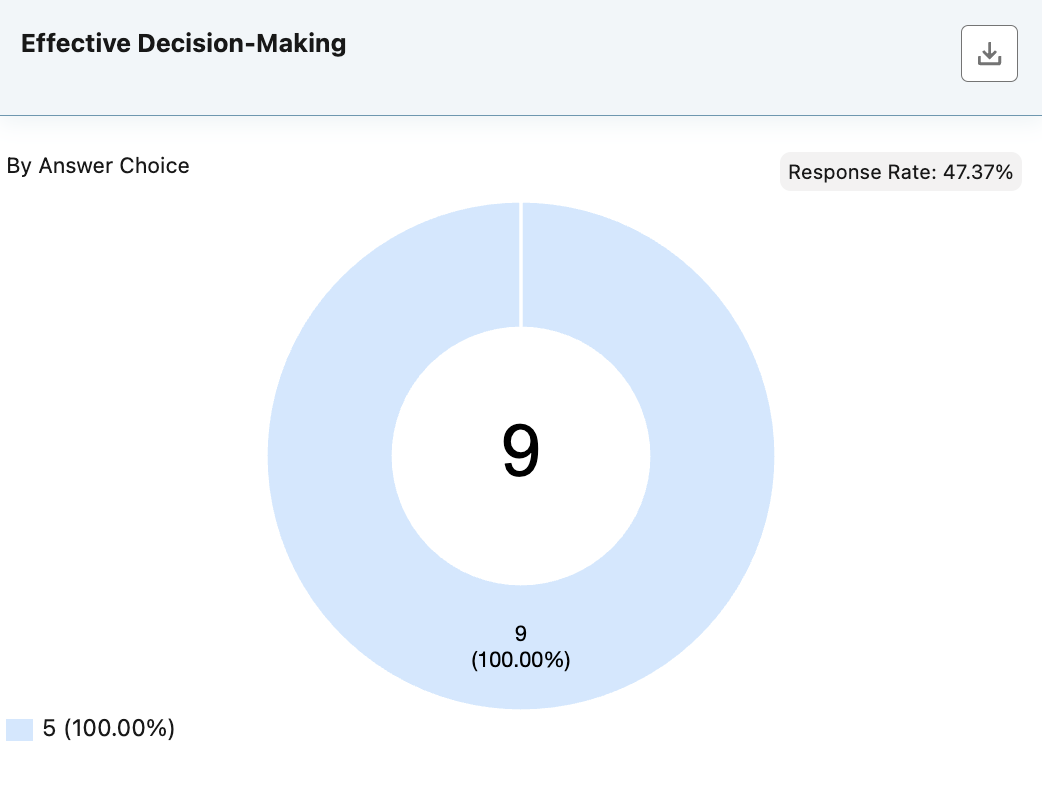 Effective Decision-Making
By Answer Choice
Response Rate: 47.37%
9
9
(100.00%)
5 (100.00%)